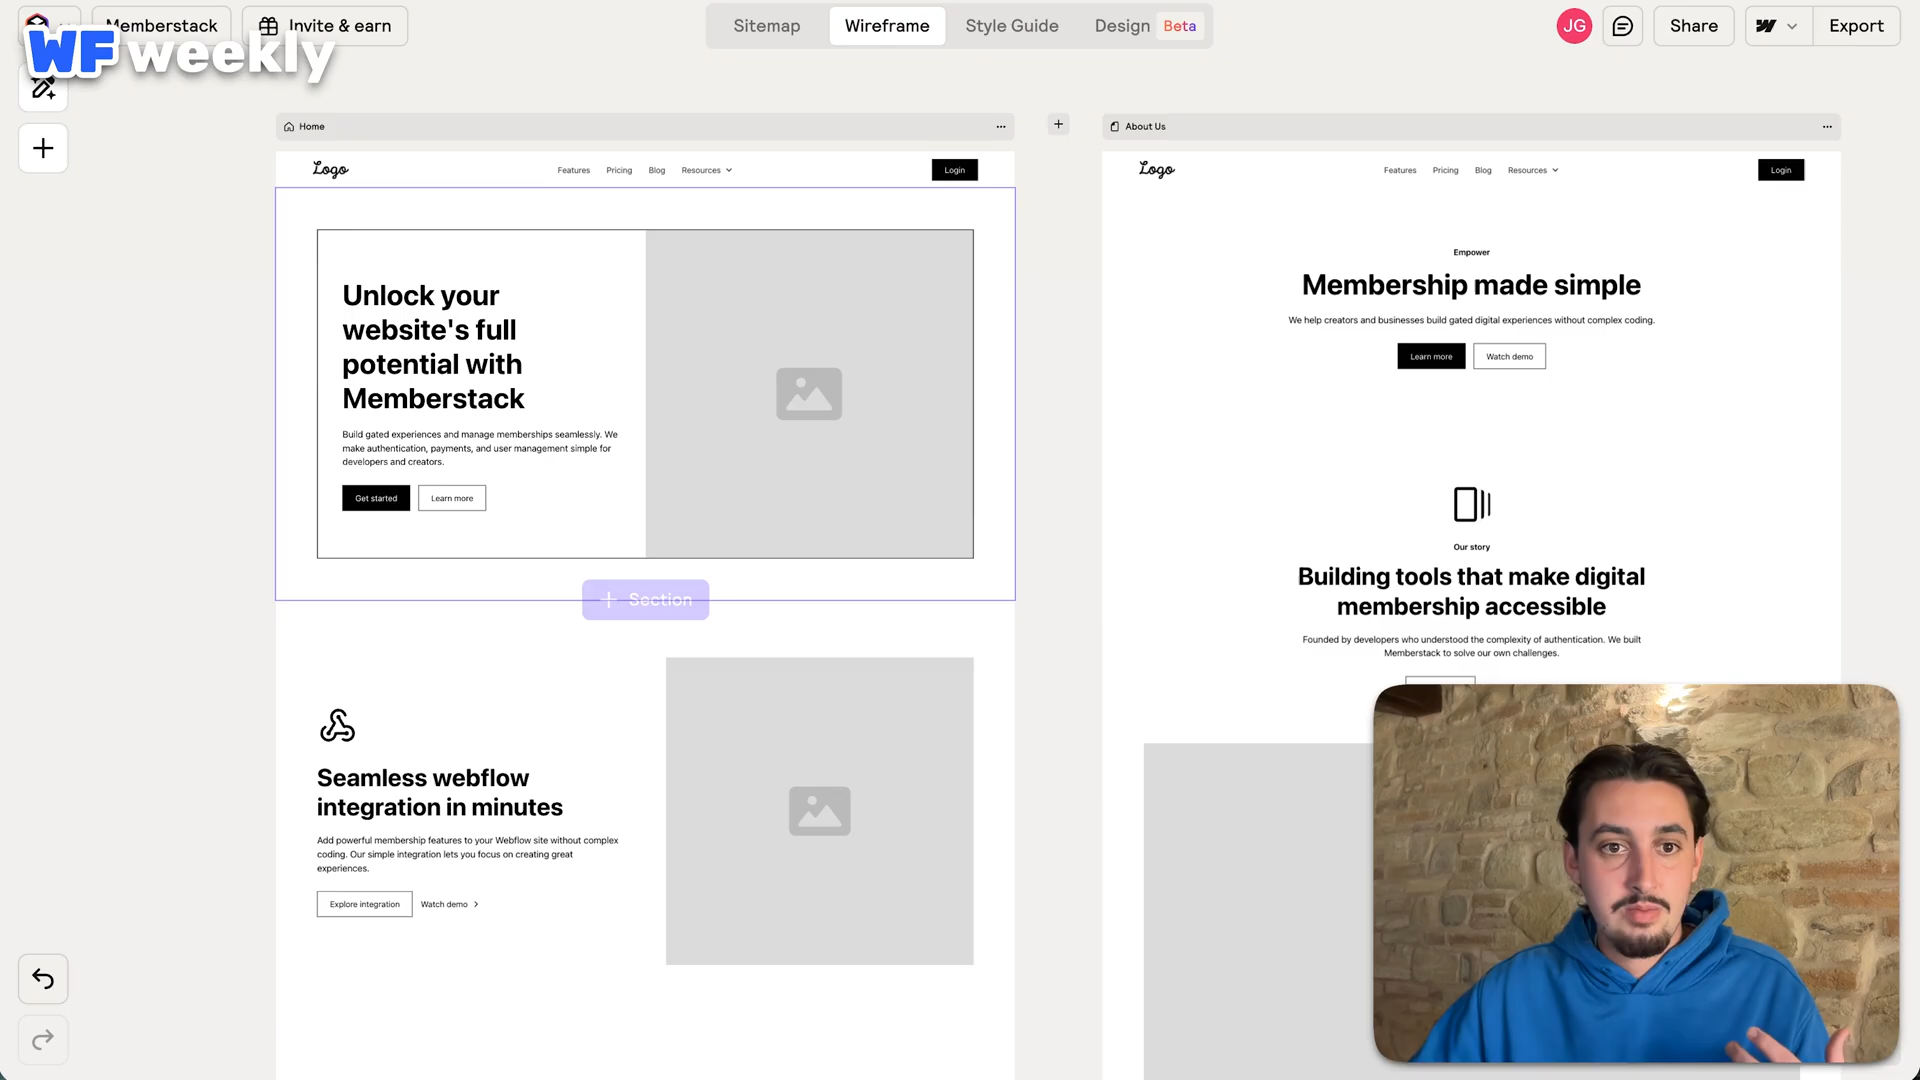 Memberstack
Invite & earn
WF weekly
Sitemap
Wireframe
Style Guide
Design
Beta
JG
Share
Export
Home
Logo
Features
Pricing
Blog
Resources
Login
Unlock your
website's full
potential with
Memberstack
Build gated experiences and manage memberships seamlessly. We
make authentication, payments, and user management simple for
developers and creators.
Get started
Learn more
Section
Seamless webflow
integration in minutes
Add powerful membership features to your Webflow site without complex
coding. Our simple integration lets you focus on creating great
experiences.
Explore integration
Watch demo
About Us
Logo
Features
Pricing
Blog
Resources
Login
Empower
Membership made simple
We help creators and businesses build gated digital experiences without complex coding.
Learn more
Watch demo
Our story
Building tools that make digital
membership accessible
Founded by developers who understood the complexity of authentication. We built
Memberstack to solve our own challenges.